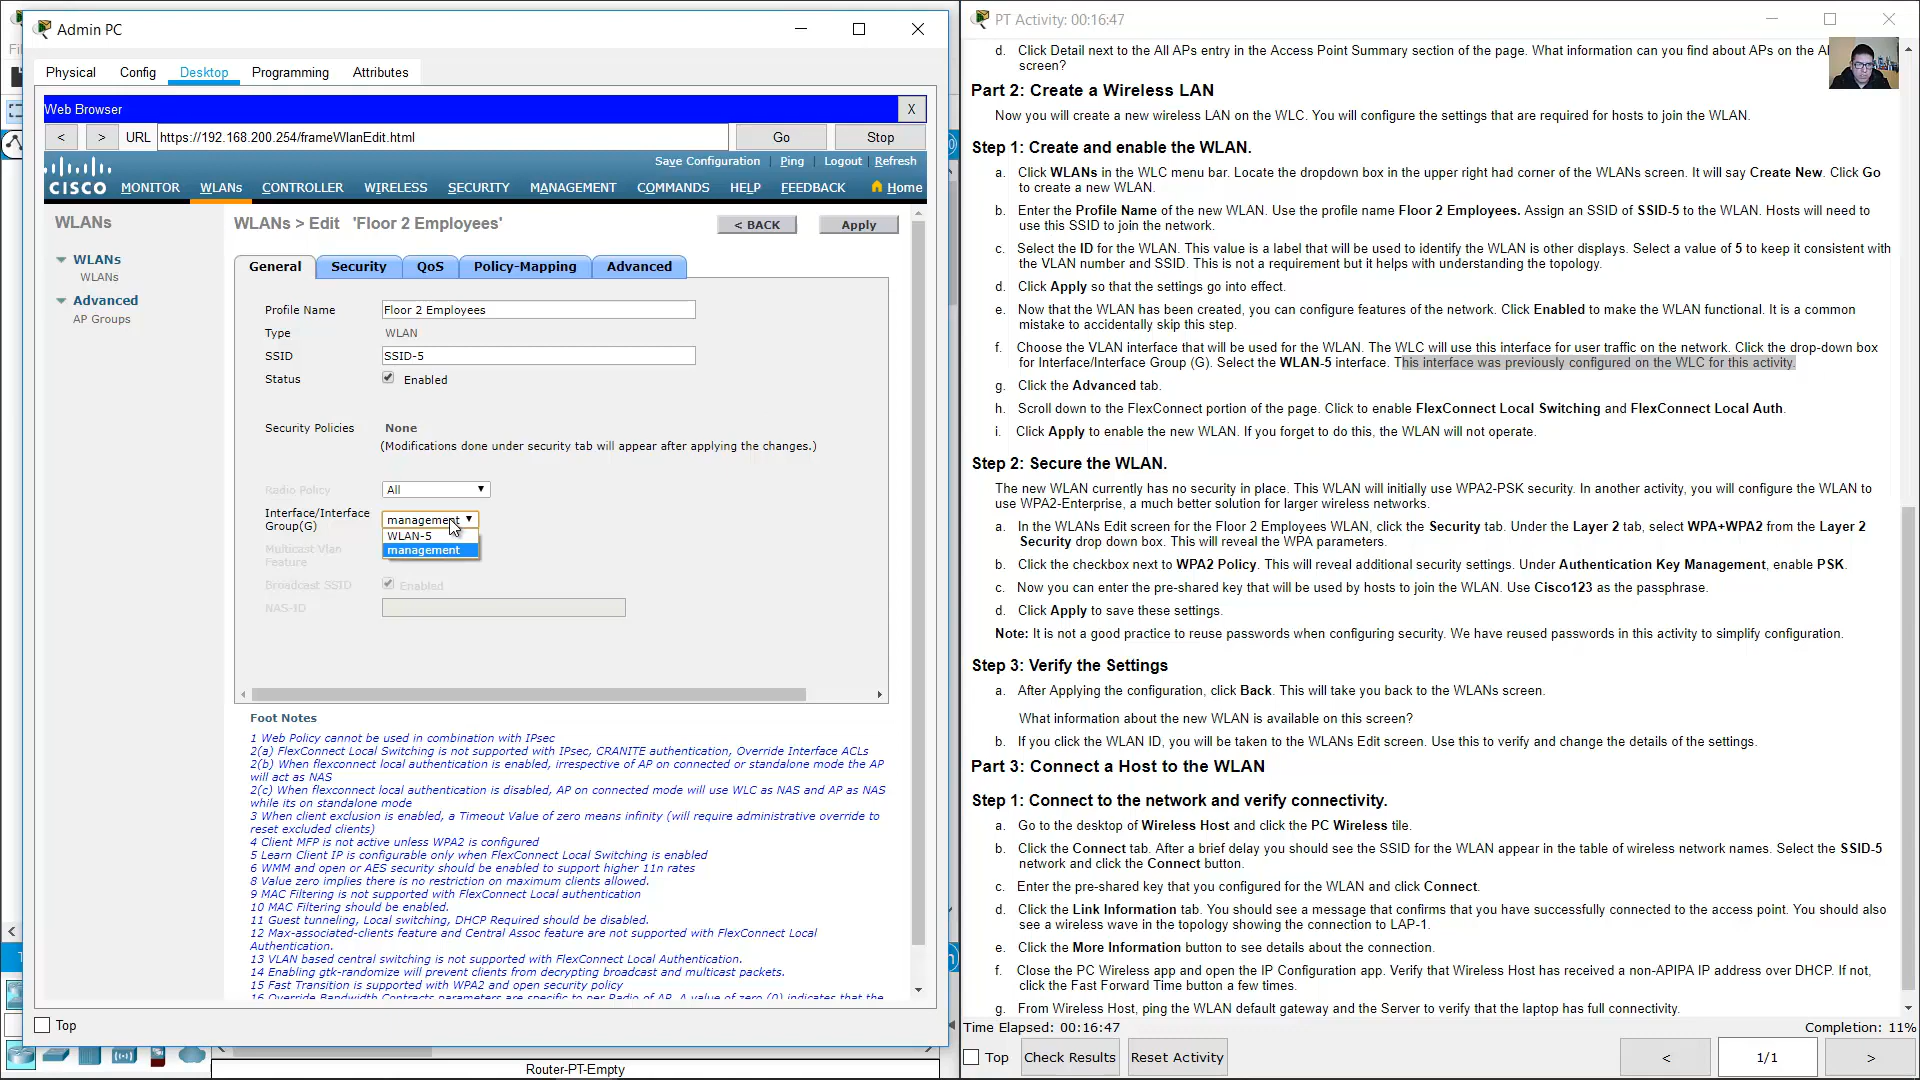 Admin PC
Physical Config Desktop Programming Attributes
Web Browser X
< > URL https://192.168.200.254/frameWlanEdit.html Go Stop
Save Configuration Ping Logout Refresh
CISCO MONITOR WLANs CONTROLLER WIRELESS SECURITY MANAGEMENT COMMANDS HELP FEEDBACK Home
WLANs
WLANs
WLANs
Advanced
AP Groups
WLANs > Edit 'Floor 2 Employees' < BACK Apply
General Security QoS Policy-Mapping Advanced
Profile Name Floor 2 Employees
Type WLAN
SSID SSID-5
Status Enabled
Security Policies None
(Modifications done under security tab will appear after applying the changes.)
Radio Policy All
Interface/Interface
Group(G) management
WLAN-5
management
Multicast Vlan
Feature
Broadcast SSID Enabled
NAS-ID
Foot Notes
1 Web Policy cannot be used in combination with IPsec
2(a) FlexConnect Local Switching is not supported with IPsec, CRANITE authentication, Override Interface ACLs
2(b) When flexconnect local authentication is enabled, irrespective of AP on connected or standalone mode the AP
will act as NAS
2(c) When flexconnect local authentication is disabled, AP on connected mode will use WLC as NAS and AP as NAS
while its on standalone mode
3 When client exclusion is enabled, a Timeout Value of zero means infinity (will require administrative override to
reset excluded clients)
4 Client MFP is not active unless WPA2 is configured
5 Learn Client IP is configurable only when FlexConnect Local Switching is enabled
6 WMM and open or AES security should be enabled to support higher 11n rates
8 Value zero implies there is no restriction on maximum clients allowed.
9 MAC Filtering is not supported with FlexConnect Local authentication
10 MAC Filtering should be enabled.
11 Guest tunneling, Local switching, DHCP Required should be disabled.
12 Max-associated-clients feature and Central Assoc feature are not supported with FlexConnect Local
Authentication.
13 VLAN based central switching is not supported with FlexConnect Local Authentication.
14 Enabling gtk-randomize will prevent clients from decrypting broadcast and multicast packets.
15 Fast Transition is supported with WPA2 and open security policy
16 Override Bandwidth Contracts parameters are specific to per Radio of AP. A value of zero (0) indicates that the
Top
Router-PT-Empty
PT Activity: 00:16:47
d. Click Detail next to the All APs entry in the Access Point Summary section of the page. What information can you find about APs on the Al
screen?
Part 2: Create a Wireless LAN
Now you will create a new wireless LAN on the WLC. You will configure the settings that are required for hosts to join the WLAN.
Step 1: Create and enable the WLAN.
a. Click WLANs in the WLC menu bar. Locate the dropdown box in the upper right had corner of the WLANs screen. It will say Create New. Click Go
to create a new WLAN.
b. Enter the Profile Name of the new WLAN. Use the profile name Floor 2 Employees. Assign an SSID of SSID-5 to the WLAN. Hosts will need to
use this SSID to join the network.
c. Select the ID for the WLAN. This value is a label that will be used to identify the WLAN is other displays. Select a value of 5 to keep it consistent with
the VLAN number and SSID. This is not a requirement but it helps with understanding the topology.
d. Click Apply so that the settings go into effect.
e. Now that the WLAN has been created, you can configure features of the network. Click Enabled to make the WLAN functional. It is a common
mistake to accidentally skip this step.
f. Choose the VLAN interface that will be used for the WLAN. The WLC will use this interface for user traffic on the network. Click the drop-down box
for Interface/Interface Group (G). Select the WLAN-5 interface. This interface was previously configured on the WLC for this activity.
g. Click the Advanced tab.
h. Scroll down to the FlexConnect portion of the page. Click to enable FlexConnect Local Switching and FlexConnect Local Auth.
i. Click Apply to enable the new WLAN. If you forget to do this, the WLAN will not operate.
Step 2: Secure the WLAN.
The new WLAN currently has no security in place. This WLAN will initially use WPA2-PSK security. In another activity, you will configure the WLAN to
use WPA2-Enterprise, a much better solution for larger wireless networks.
a. In the WLANs Edit screen for the Floor 2 Employees WLAN, click the Security tab. Under the Layer 2 tab, select WPA+WPA2 from the Layer 2
Security drop down box. This will reveal the WPA parameters.
b. Click the checkbox next to WPA2 Policy. This will reveal additional security settings. Under Authentication Key Management, enable PSK.
c. Now you can enter the pre-shared key that will be used by hosts to join the WLAN. Use Cisco123 as the passphrase.
d. Click Apply to save these settings.
Note: It is not a good practice to reuse passwords when configuring security. We have reused passwords in this activity to simplify configuration.
Step 3: Verify the Settings
a. After Applying the configuration, click Back. This will take you back to the WLANs screen.
What information about the new WLAN is available on this screen?
b. If you click the WLAN ID, you will be taken to the WLANs Edit screen. Use this to verify and change the details of the settings.
Part 3: Connect a Host to the WLAN
Step 1: Connect to the network and verify connectivity.
a. Go to the desktop of Wireless Host and click the PC Wireless tile.
b. Click the Connect tab. After a brief delay you should see the SSID for the WLAN appear in the table of wireless network names. Select the SSID-5
network and click the Connect button.
c. Enter the pre-shared key that you configured for the WLAN and click Connect.
d. Click the Link Information tab. You should see a message that confirms that you have successfully connected to the access point. You should also
see a wireless wave in the topology showing the connection to LAP-1.
e. Click the More Information button to see details about the connection.
f. Close the PC Wireless app and open the IP Configuration app. Verify that Wireless Host has received a non-APIPA IP address over DHCP. If not,
click the Fast Forward Time button a few times.
g. From Wireless Host, ping the WLAN default gateway and the Server to verify that the laptop has full connectivity.
Time Elapsed: 00:16:47 Completion: 11%
Top Check Results Reset Activity < 1/1 >